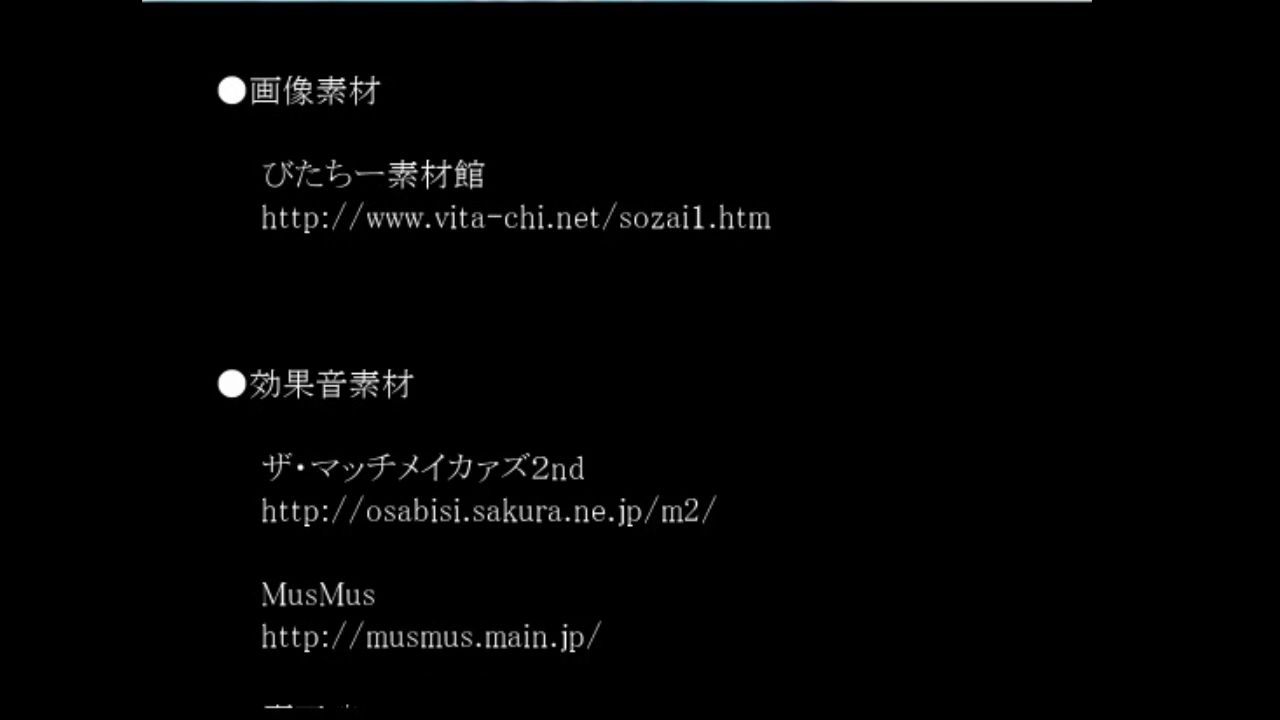 ●画像素材
びたちー素材館
http://www.vita-chi.net/sozai1.htm
●効果音素材
ザ・マッチメイカァズ2nd
http://osabisi.sakura.ne.jp/m2/
MusMus
http://musmus.main.jp/